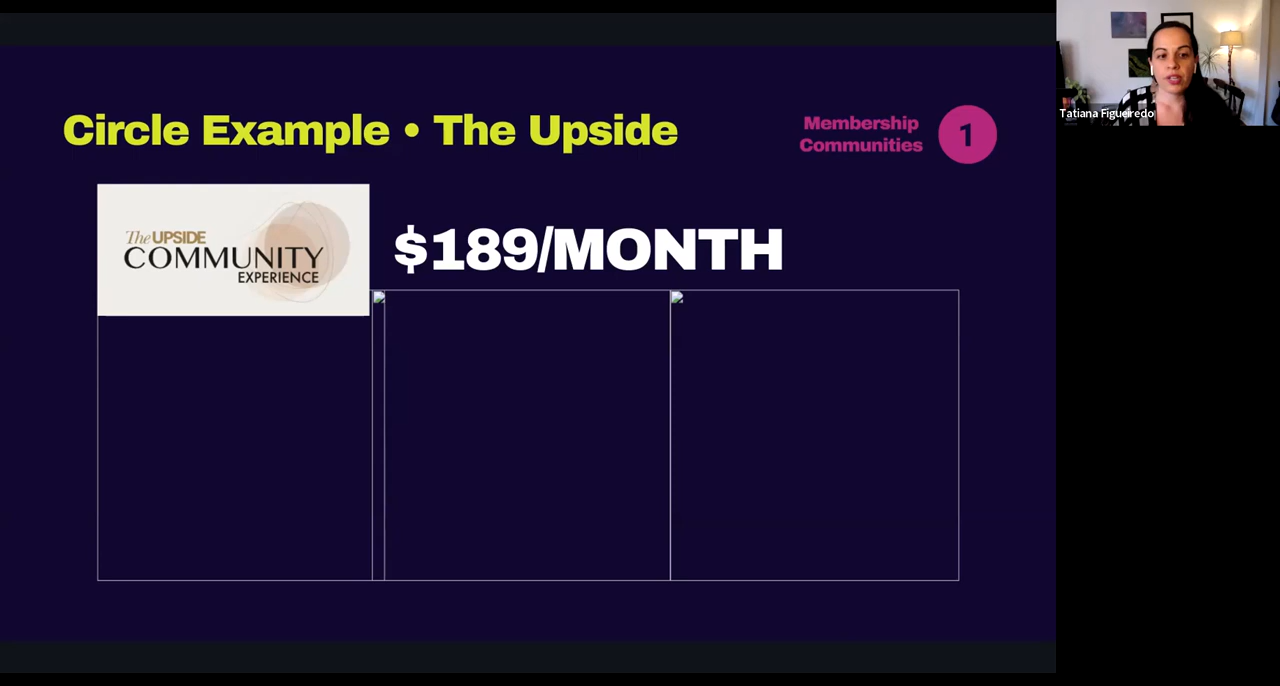 Circle Example • The Upside
Membership
Communities
1
The UPSIDE
COMMUNITY
EXPERIENCE
$189/MONTH
Tatiana Figueiredo